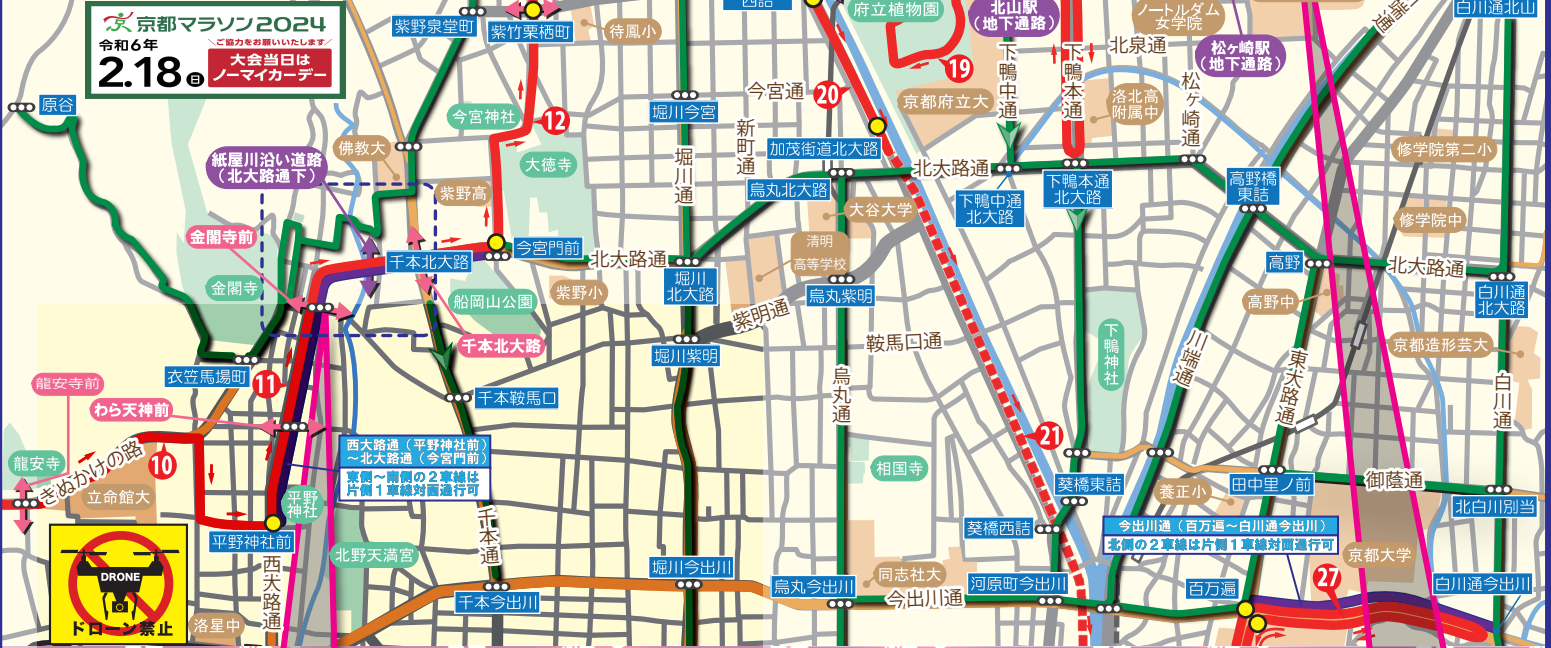 京都マラソン2024
ご協力をお願いいたします
令和6年
2.18日
大会当日は
ノーマイカーデー
原谷
紫野泉堂町
紫竹栗栖町
待鳳小
今宮神社
12
大徳寺
佛教大
紫野高
紙屋川沿い道路
(北大路通下)
金閣寺前
金閣寺
千本北大路
今宮門前
北大路通
船岡山公園
紫野小
千本北大路
衣笠馬場町
11
龍安寺前
わら天神前
千本鞍馬口
龍安寺
きぬかけの路
10
立命館大
西大路通(平野神社前)
~北大路通(今宮門前)
東側~南側の2車線は
片側1車線対面通行可
平野
神社
平野神社前
千本通
北野天満宮
西大路通
洛星中
DRONE
ドローン禁止
千本今出川
堀川今出川
堀川今宮
堀川通
新町通
今宮通
20
加茂街道北大路
烏丸北大路
堀川
北大路
堀川紫明
紫明通
清明
高等学校
大谷大学
烏丸紫明
鞍馬口通
烏丸通
相国寺
同志社大
烏丸今出川
今出川通
河原町今出川
府立植物園
19
京都府立大
北山駅
(地下通路)
下鴨中通
下鴨本通
北泉通
ノートルダム
女学院
松ヶ崎駅
(地下通路)
松ヶ崎通
洛北高
附属中
北大路通
下鴨中通
北大路
下鴨本通
北大路
高野橋
東詰
高野
高野中
修学院第二小
修学院中
北大路通
白川通
北大路
白川通北山
京都造形芸大
白川通
下鴨神社
川端通
東大路通
21
葵橋東詰
葵橋西詰
養正小
田中里ノ前
御蔭通
北白川別当
今出川通(百万遍~白川通今出川)
北側の2車線は片側1車線対面通行可
京都大学
百万遍
27
白川通今出川